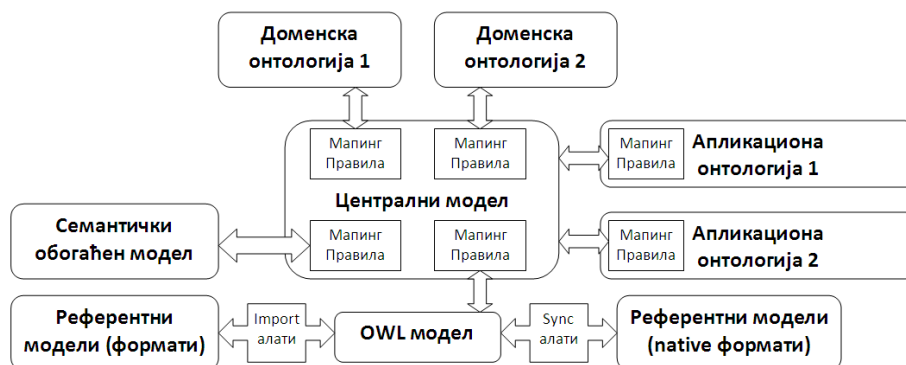 Доменска
онтологија 1
Доменска
онтологија 2
Мапинг
Правила
Мапинг
Правила
Мапинг
Правила
Апликациона
онтологија 1
Централни модел
Семантички
обогаћен модел
Мапинг
Правила
Мапинг
Правила
Мапинг
Правила
Апликациона
онтологија 2
Референтни
модели (формати)
Import
алати
OWL модел
Sync
алати
Референтни модели
(native формати)